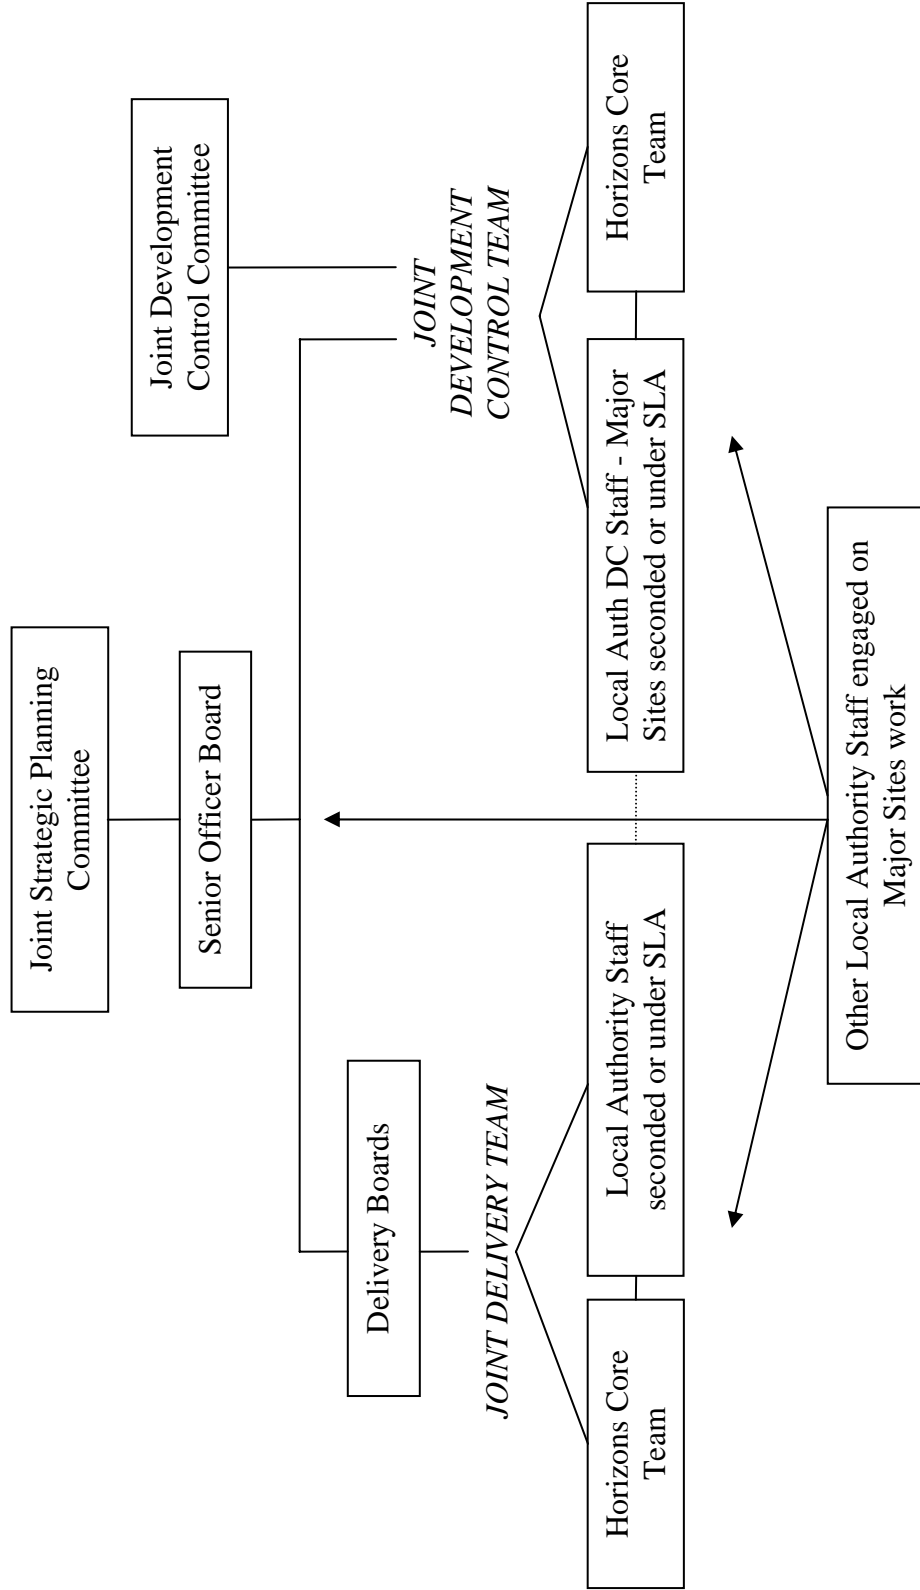 Joint Strategic Planning
Committee
Joint Development
Control Committee
Senior Officer Board
Delivery Boards
JOINT DELIVERY TEAM
JOINT
DEVELOPMENT
CONTROL TEAM
Horizons Core
Team
Local Authority Staff
seconded or under SLA
Local Auth DC Staff - Major
Sites seconded or under SLA
Horizons Core
Team
Other Local Authority Staff engaged on
Major Sites work